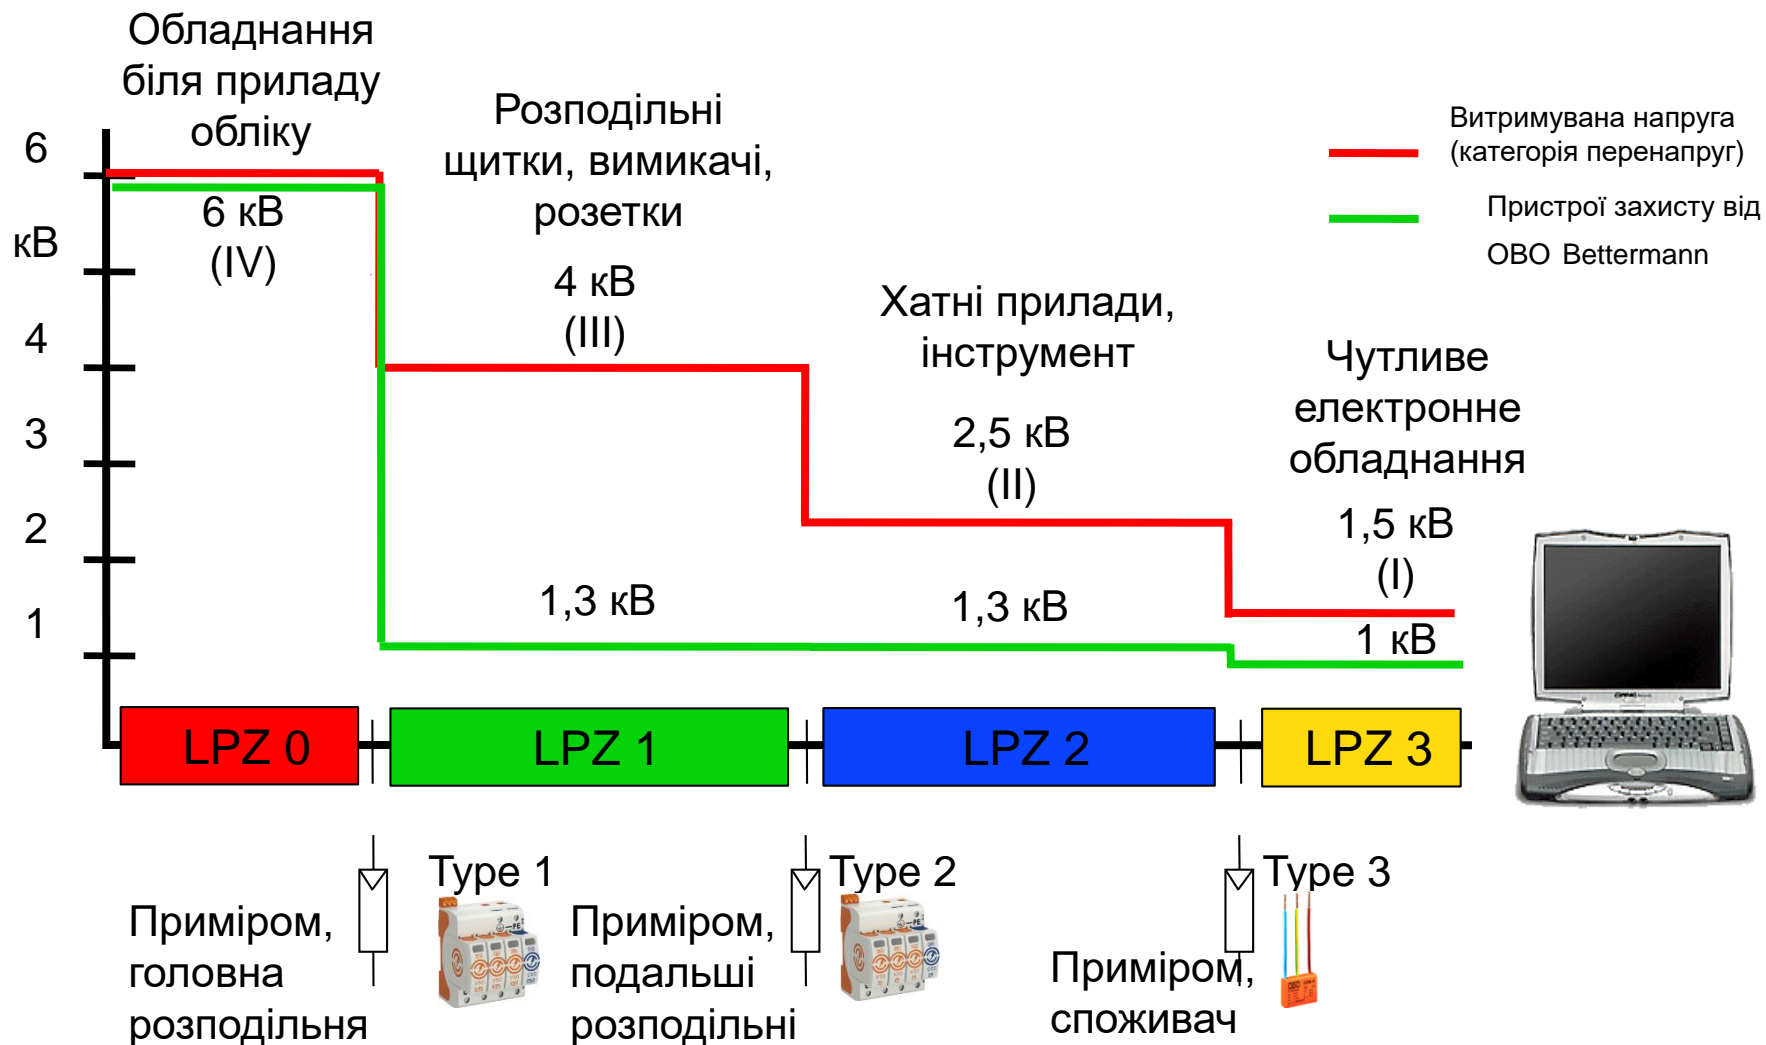 Обладнання
біля приладу
обліку
Розподільні
щитки, вимикачі,
розетки
Витримувана напруга
(категорія перенапруг)
Пристрої захисту від
OBO Bettermann
6
кВ
4
3
2
1
6 кВ
(IV)
4 кВ
(III)
Хатні прилади,
інструмент
2,5 кВ
(II)
Чутливе
електронне
обладнання
1,5 кВ
(I)
1,3 кВ
1,3 кВ
1 кВ
LPZ 0
LPZ 1
LPZ 2
LPZ 3
Type 1
Type 2
Type 3
Приміром,
головна
розподільня
Приміром,
подальші
розподільні
Приміром,
споживач